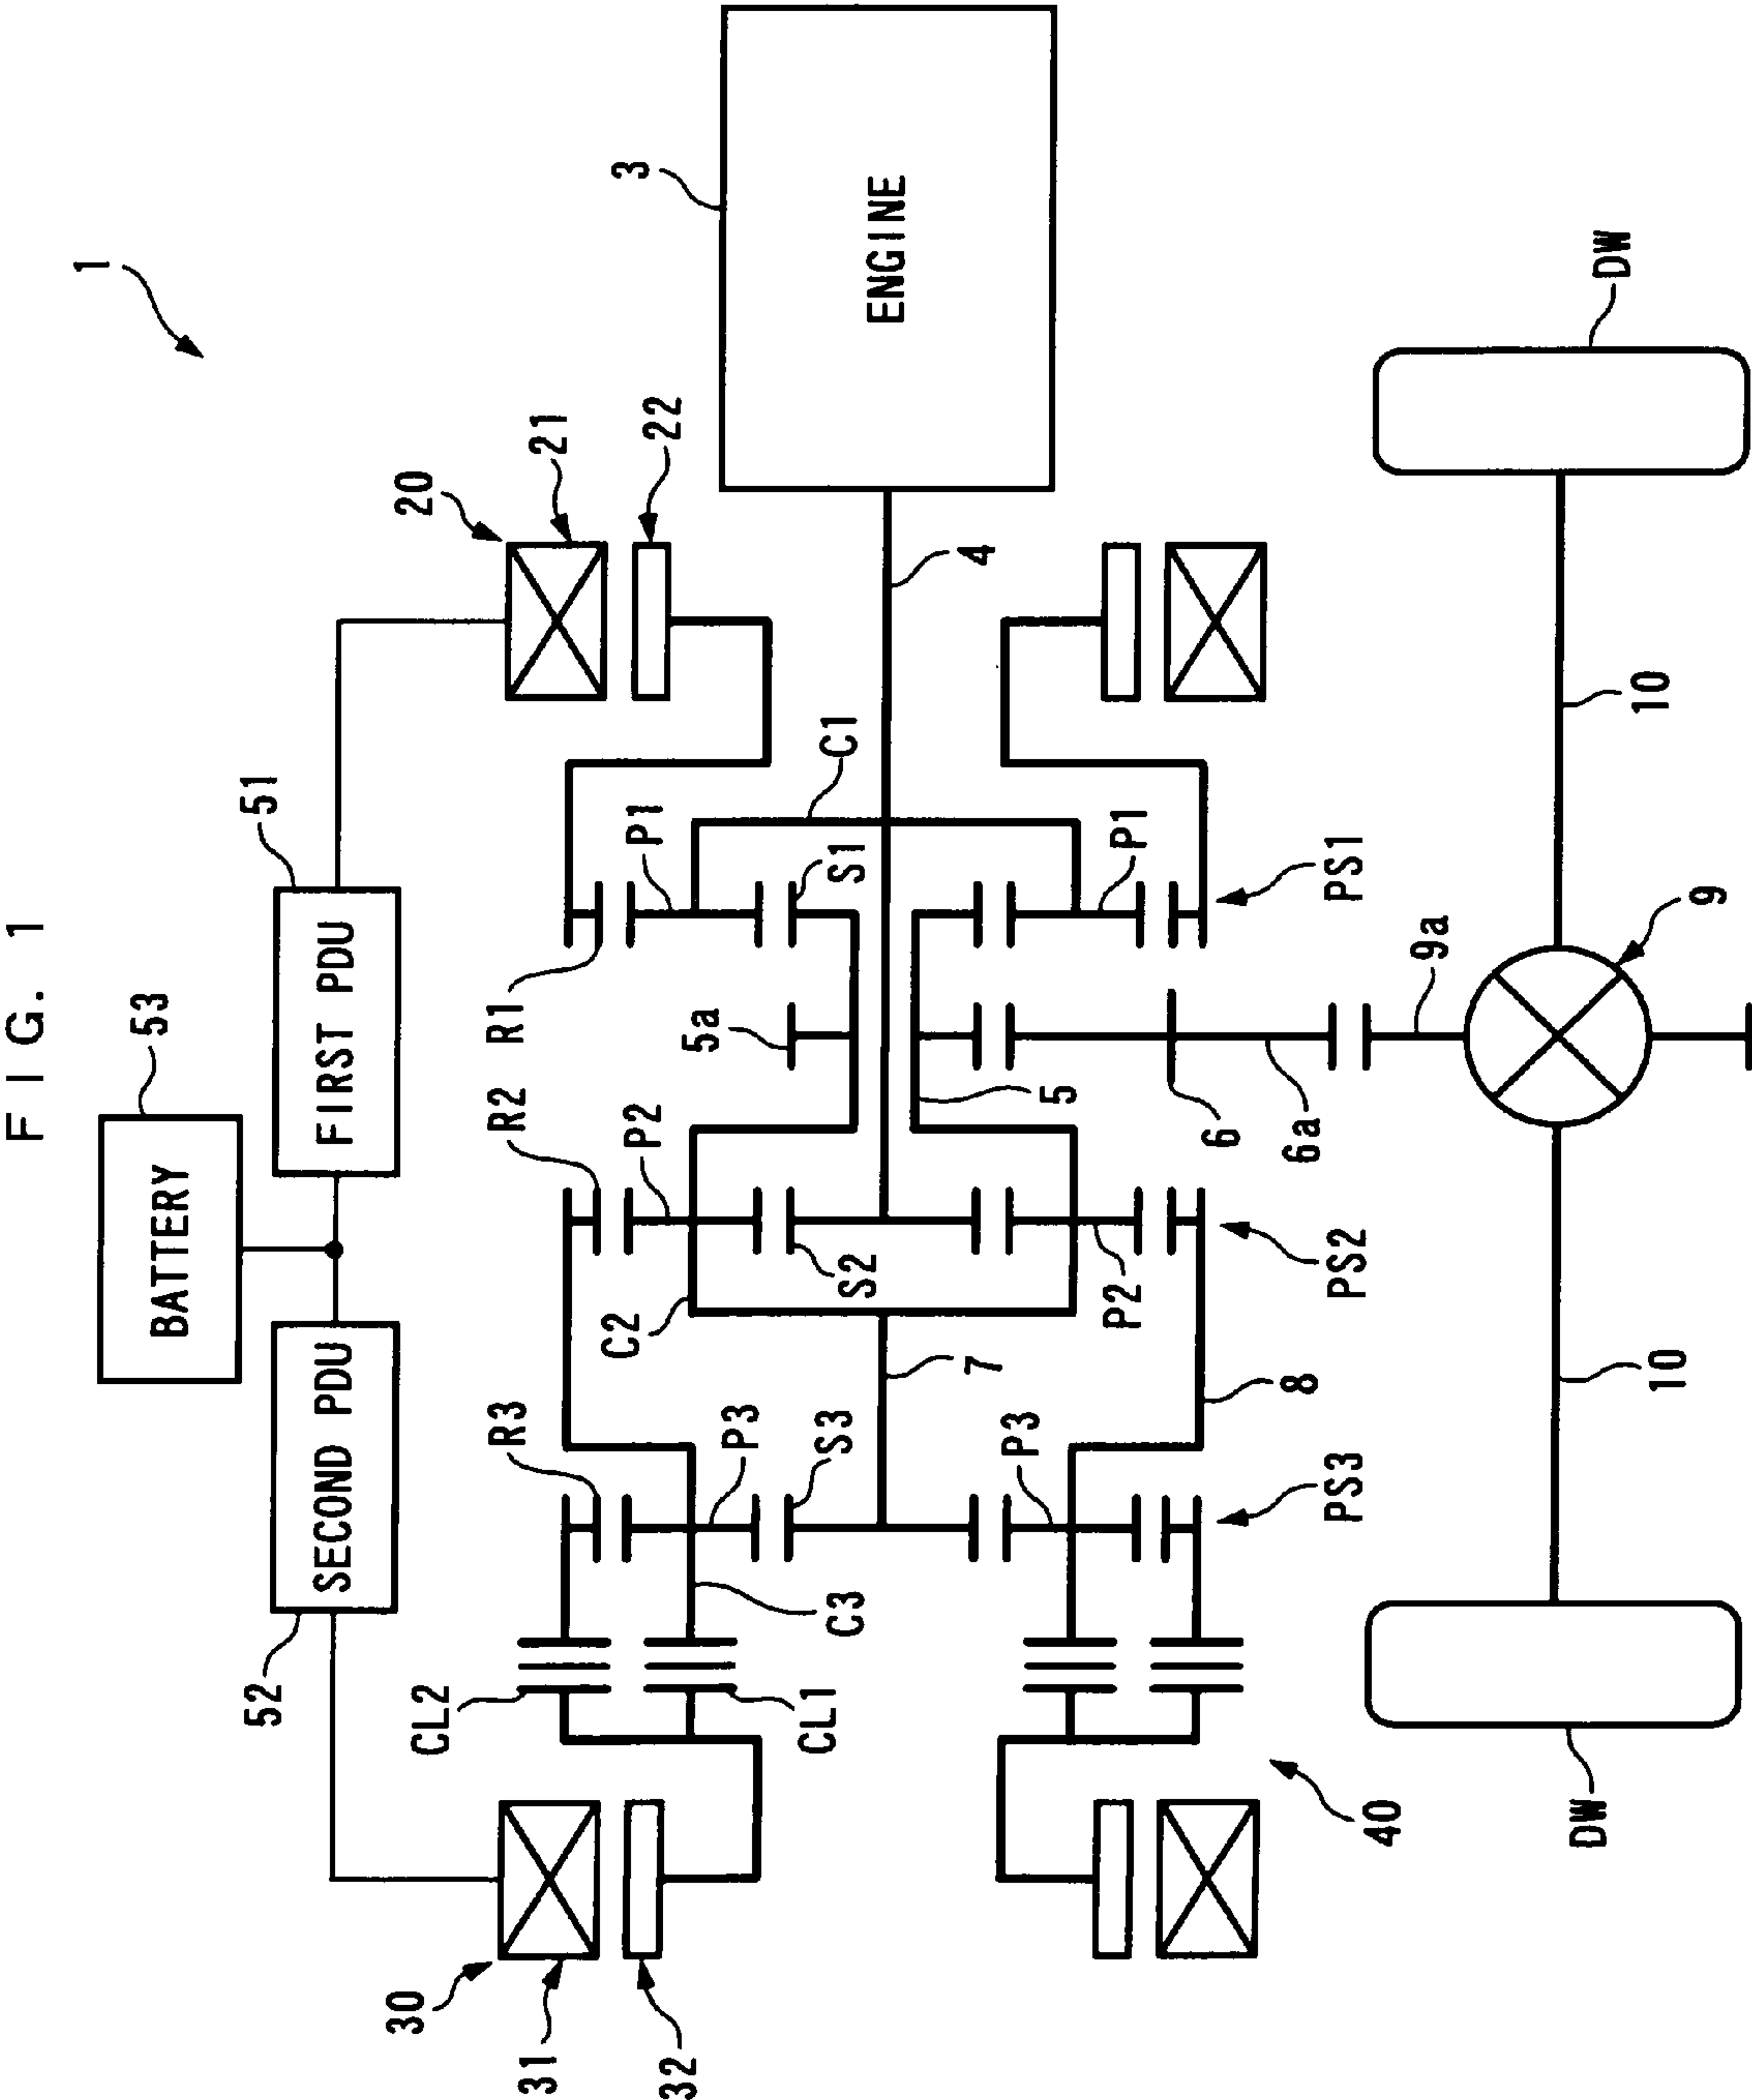 FIG. 1
1
BATTERY
53
SECOND PDU
52
FIRST PDU
51
30
31
32
20
21
22
3
ENGINE
CL2
CL1
R3
P3
S3
C3
R2
P2
S2
C2
R1
P1
S1
C1
5a
4
7
5
P3
P2
P1
8
6
6a
PS3
PS2
PS1
40
9a
9
10
10
DW
DW